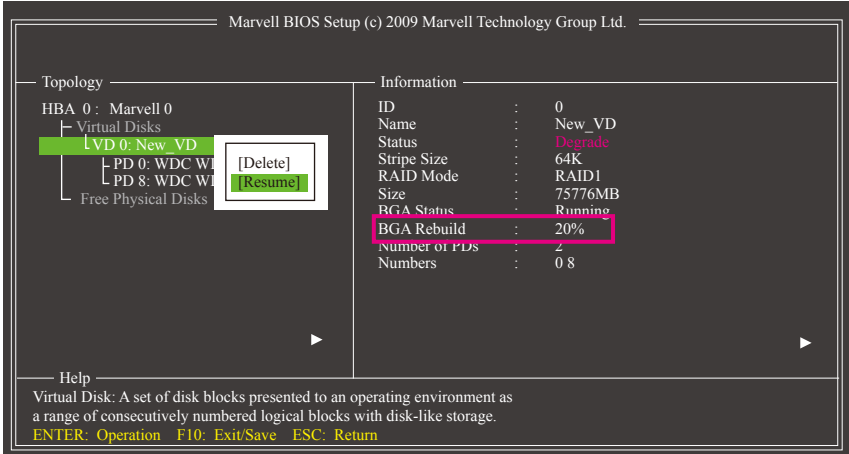 Marvell BIOS Setup (c) 2009 Marvell Technology Group Ltd.
Topology
HBA 0 : Marvell 0
Virtual Disks
VD 0: New_VD
PD 0: WDC
PD 8: WDC
Free Physical Disks
[Delete]
[Resume]
Information
ID : 0
Name : New_VD
Status : Degrade
Stripe Size : 64K
RAID Mode : RAID1
Size : 75776MB
BGA Status : Running
BGA Rebuild : 20%
Number of PDs : 2
Numbers : 0 8
Help
Virtual Disk: A set of disk blocks presented to an operating environment as
a range of consecutively numbered logical blocks with disk-like storage.
ENTER: Operation F10: Exit/Save ESC: Return